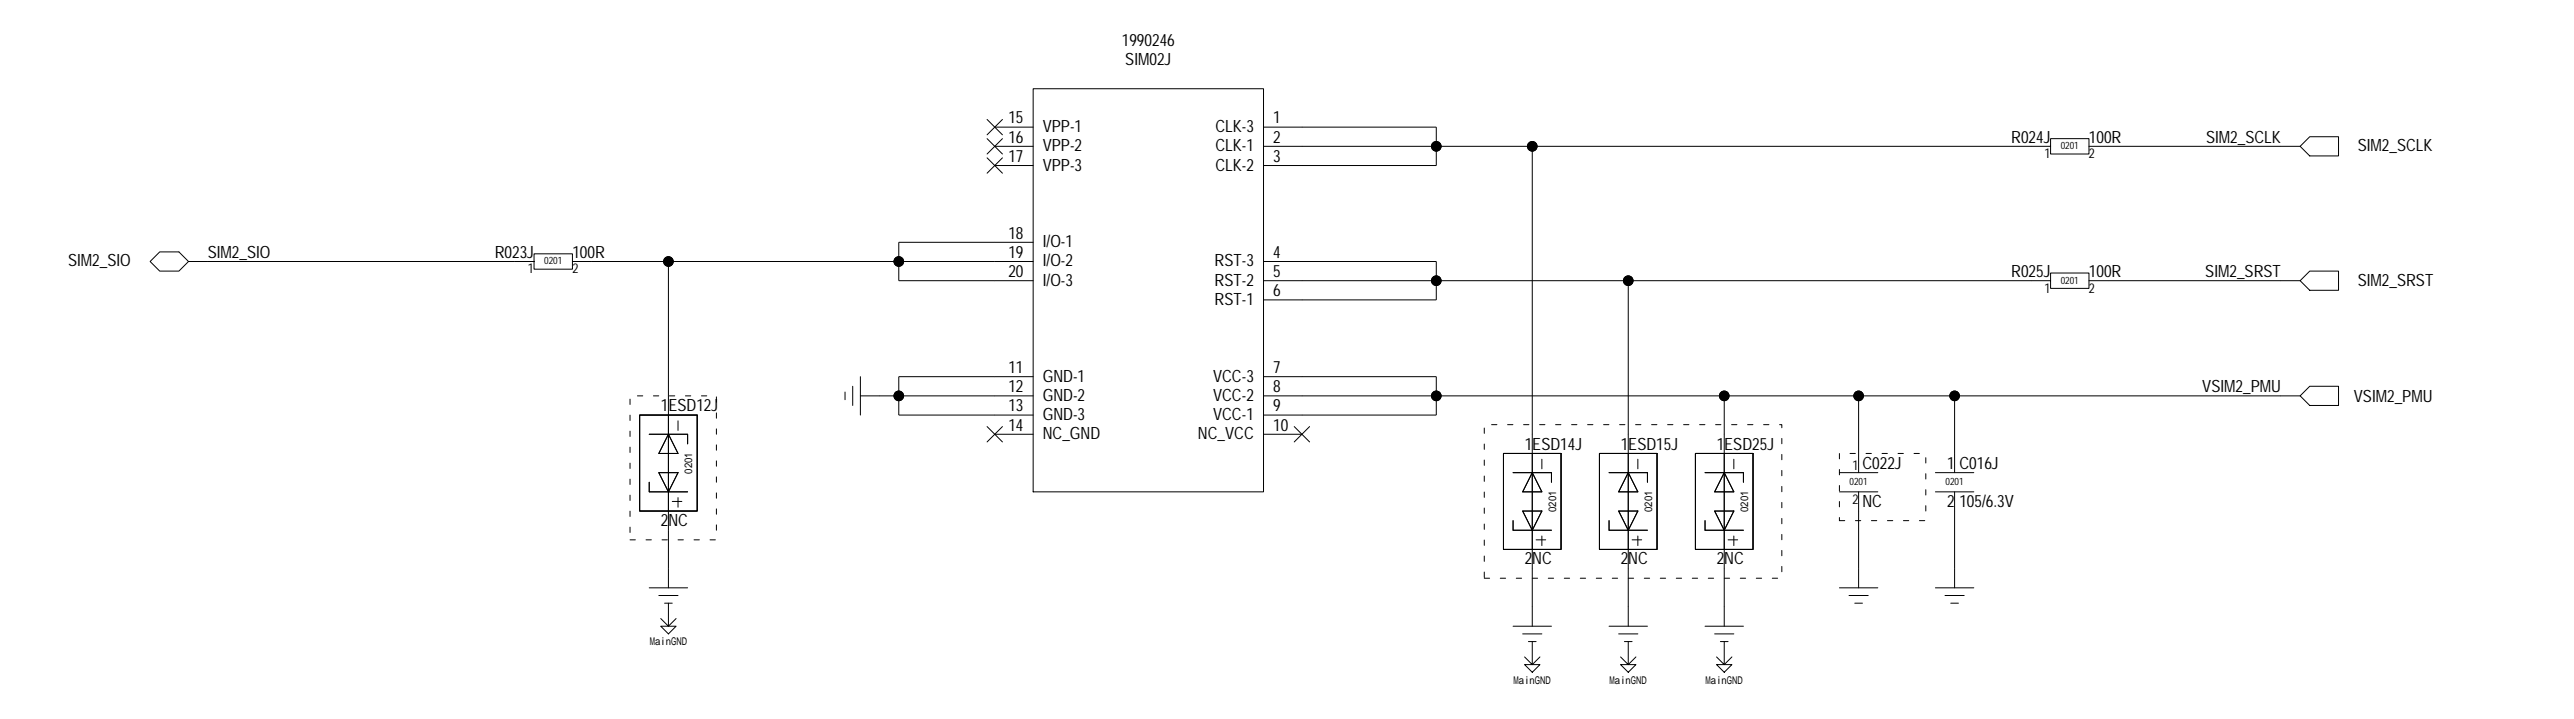 1990246
SIM02J
15 VPP-1
16 VPP-2
17 VPP-3
18 I/O-1
19 I/O-2
20 I/O-3
11 GND-1
12 GND-2
13 GND-3
14 NC_GND
CLK-3 1
CLK-1 2
CLK-2 3
RST-3 4
RST-2 5
RST-1 6
VCC-3 7
VCC-2 8
VCC-1 9
NC_VCC 10
SIM2_SIO
SIM2_SIO
R023J 100R
1 0201 2
1ESD12J
0201
2NC
MainGND
R024J 100R
1 0201 2
SIM2_SCLK
SIM2_SCLK
R025J 100R
1 0201 2
SIM2_SRST
SIM2_SRST
VSIM2_PMU
VSIM2_PMU
1ESD14J
0201
2NC
MainGND
1ESD15J
0201
2NC
MainGND
1ESD25J
0201
2NC
MainGND
1 C022J
0201
2 NC
1 C016J
0201
2 105/6.3V